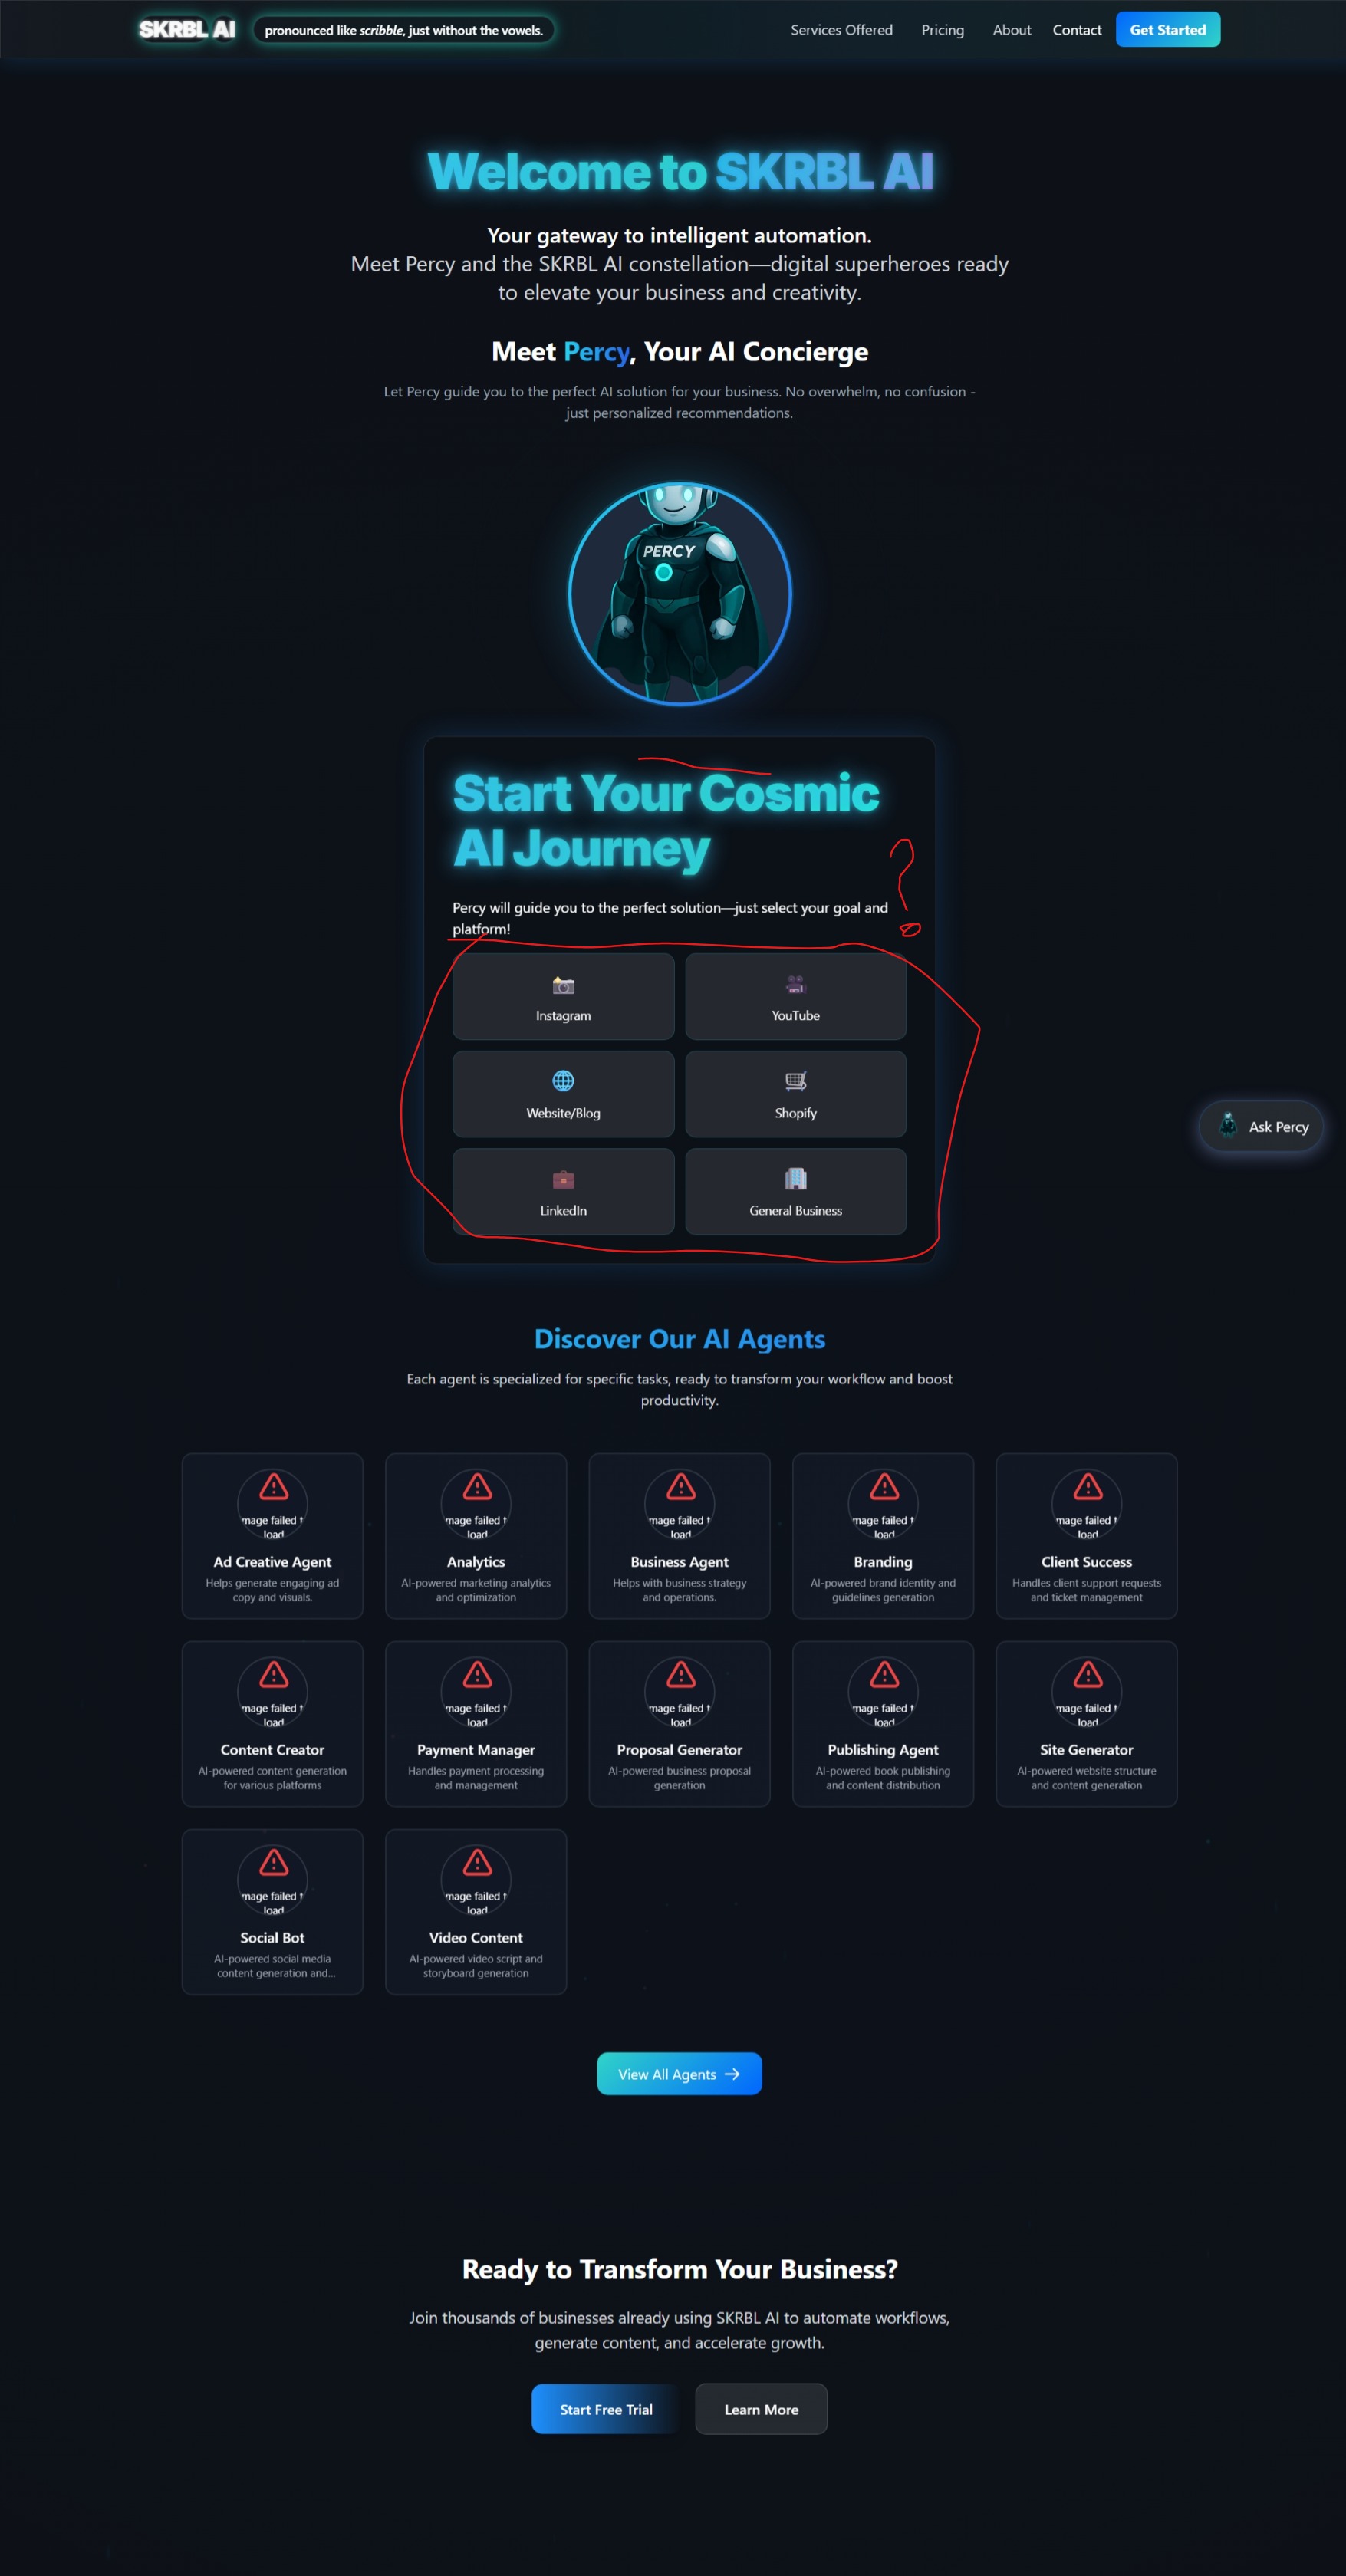 SKRBL AI
pronounced like scribble, just without the vowels.
Services Offered
Pricing
About
Contact
Get Started
Welcome to SKRBL AI
Your gateway to intelligent automation.
Meet Percy and the SKRBL AI constellation—digital superheroes ready
to elevate your business and creativity.
Meet Percy, Your AI Concierge
Let Percy guide you to the perfect AI solution for your business. No overwhelm, no confusion -
just personalized recommendations.
PERCY
Start Your Cosmic
AI Journey
?
Percy will guide you to the perfect solution—just select your goal and
platform!
Instagram
YouTube
Website/Blog
Shopify
LinkedIn
General Business
Ask Percy
Discover Our AI Agents
Each agent is specialized for specific tasks, ready to transform your workflow and boost
productivity.
mage failed t
load
mage failed t
load
mage failed t
load
mage failed t
load
mage failed t
load
Ad Creative Agent
Helps generate engaging ad
copy and visuals.
Analytics
AI-powered marketing analytics
and optimization
Business Agent
Helps with business strategy
and operations.
Branding
AI-powered brand identity and
guidelines generation
Client Success
Handles client support requests
and ticket management
mage failed t
load
mage failed t
load
mage failed t
load
mage failed t
load
mage failed t
load
Content Creator
AI-powered content generation
for various platforms
Payment Manager
Handles payment processing
and management
Proposal Generator
AI-powered business proposal
generation
Publishing Agent
AI-powered book publishing
and content distribution
Site Generator
AI-powered website structure
and content generation
mage failed t
load
mage failed t
load
Social Bot
AI-powered social media
content generation and...
Video Content
AI-powered video script and
storyboard generation
View All Agents →
Ready to Transform Your Business?
Join thousands of businesses already using SKRBL AI to automate workflows,
generate content, and accelerate growth.
Start Free Trial
Learn More